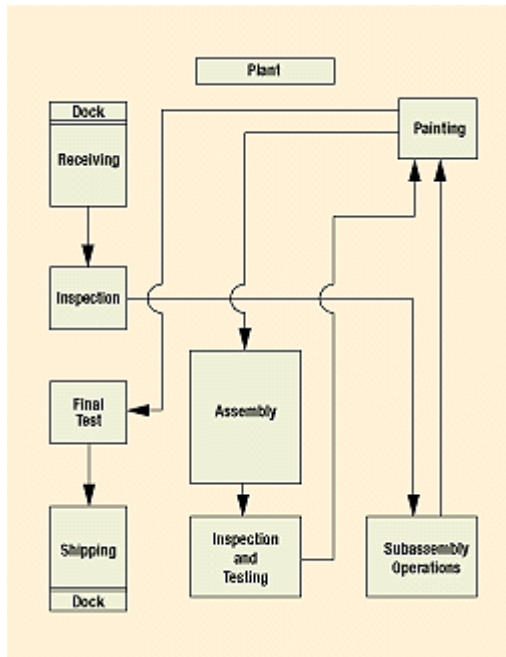 Plant
Dock
Receiving
Painting
Inspection
Final
Test
Assembly
Shipping
Dock
Inspection
and
Testing
Subassembly
Operations